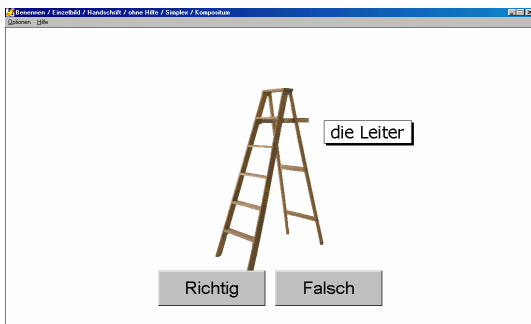 Benennen / Einzelbild / Handschrift / ohne Hilfe / Simplex / Kompositum
Optionen Hilfe
die Leiter
Richtig Falsch